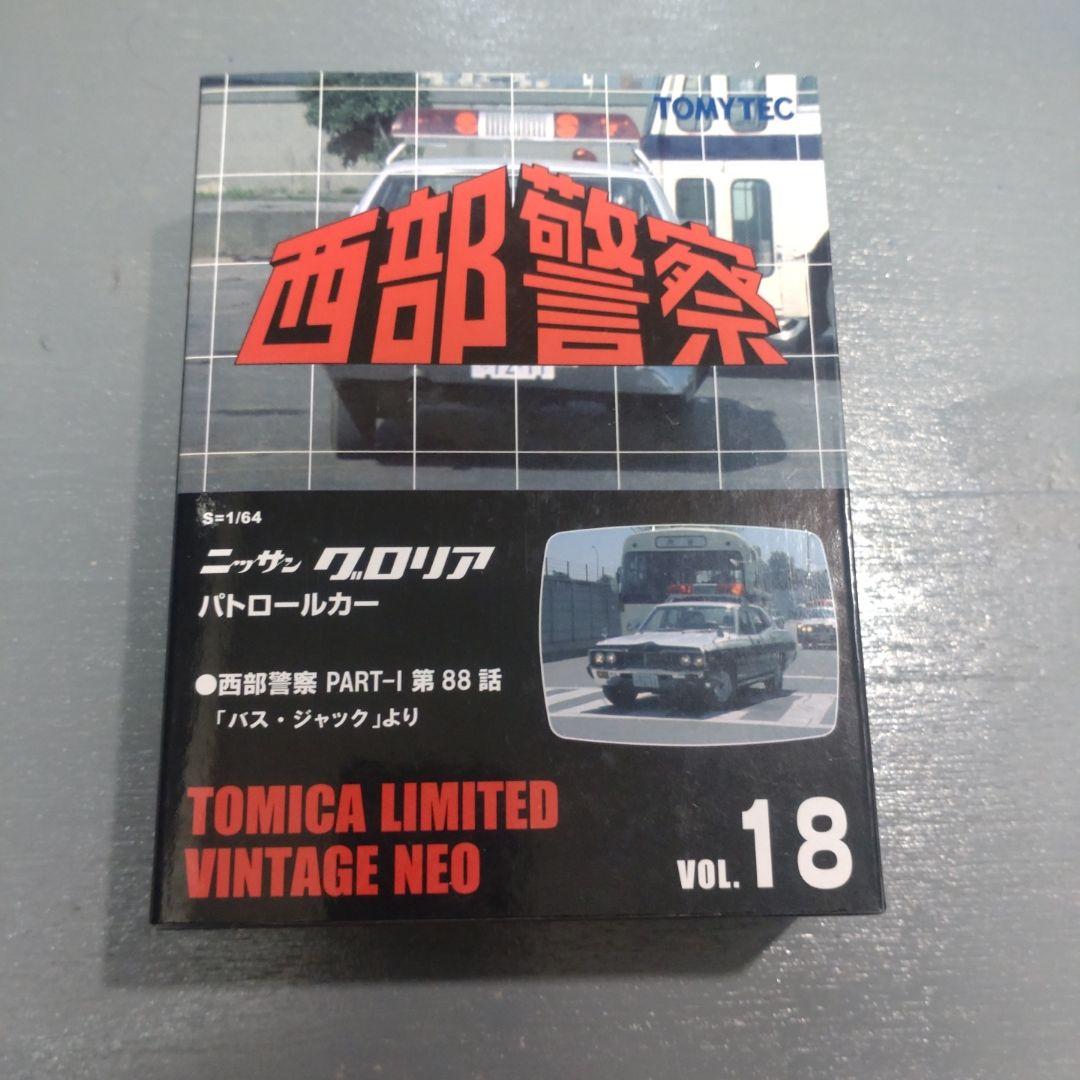 TOMYTEC
西部警察
S=1/64
ニッサン グロリア
パトロールカー
●西部警察 PART-I 第88話
「バス・ジャック」より
TOMICA LIMITED
VINTAGE NEO
VOL.18